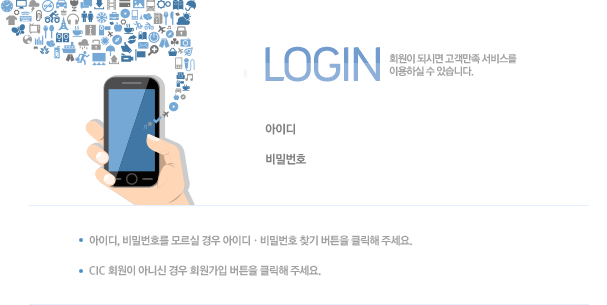 LOGIN
회원이 되시면 고객만족 서비스를
이용하실 수 있습니다.
아이디
비밀번호
아이디, 비밀번호를 모르실 경우 아이디 · 비밀번호 찾기 버튼을 클릭해 주세요.
CIC 회원이 아니신 경우 회원가입 버튼을 클릭해 주세요.